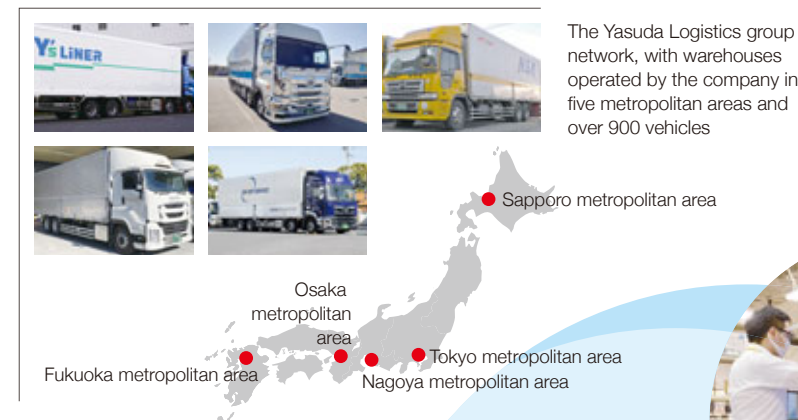 Y's LiNER
The Yasuda Logistics group
network, with warehouses
operated by the company in
five metropolitan areas and
over 900 vehicles
Sapporo metropolitan area
Osaka
metropolitan
area
Tokyo metropolitan area
Fukuoka metropolitan area
Nagoya metropolitan area